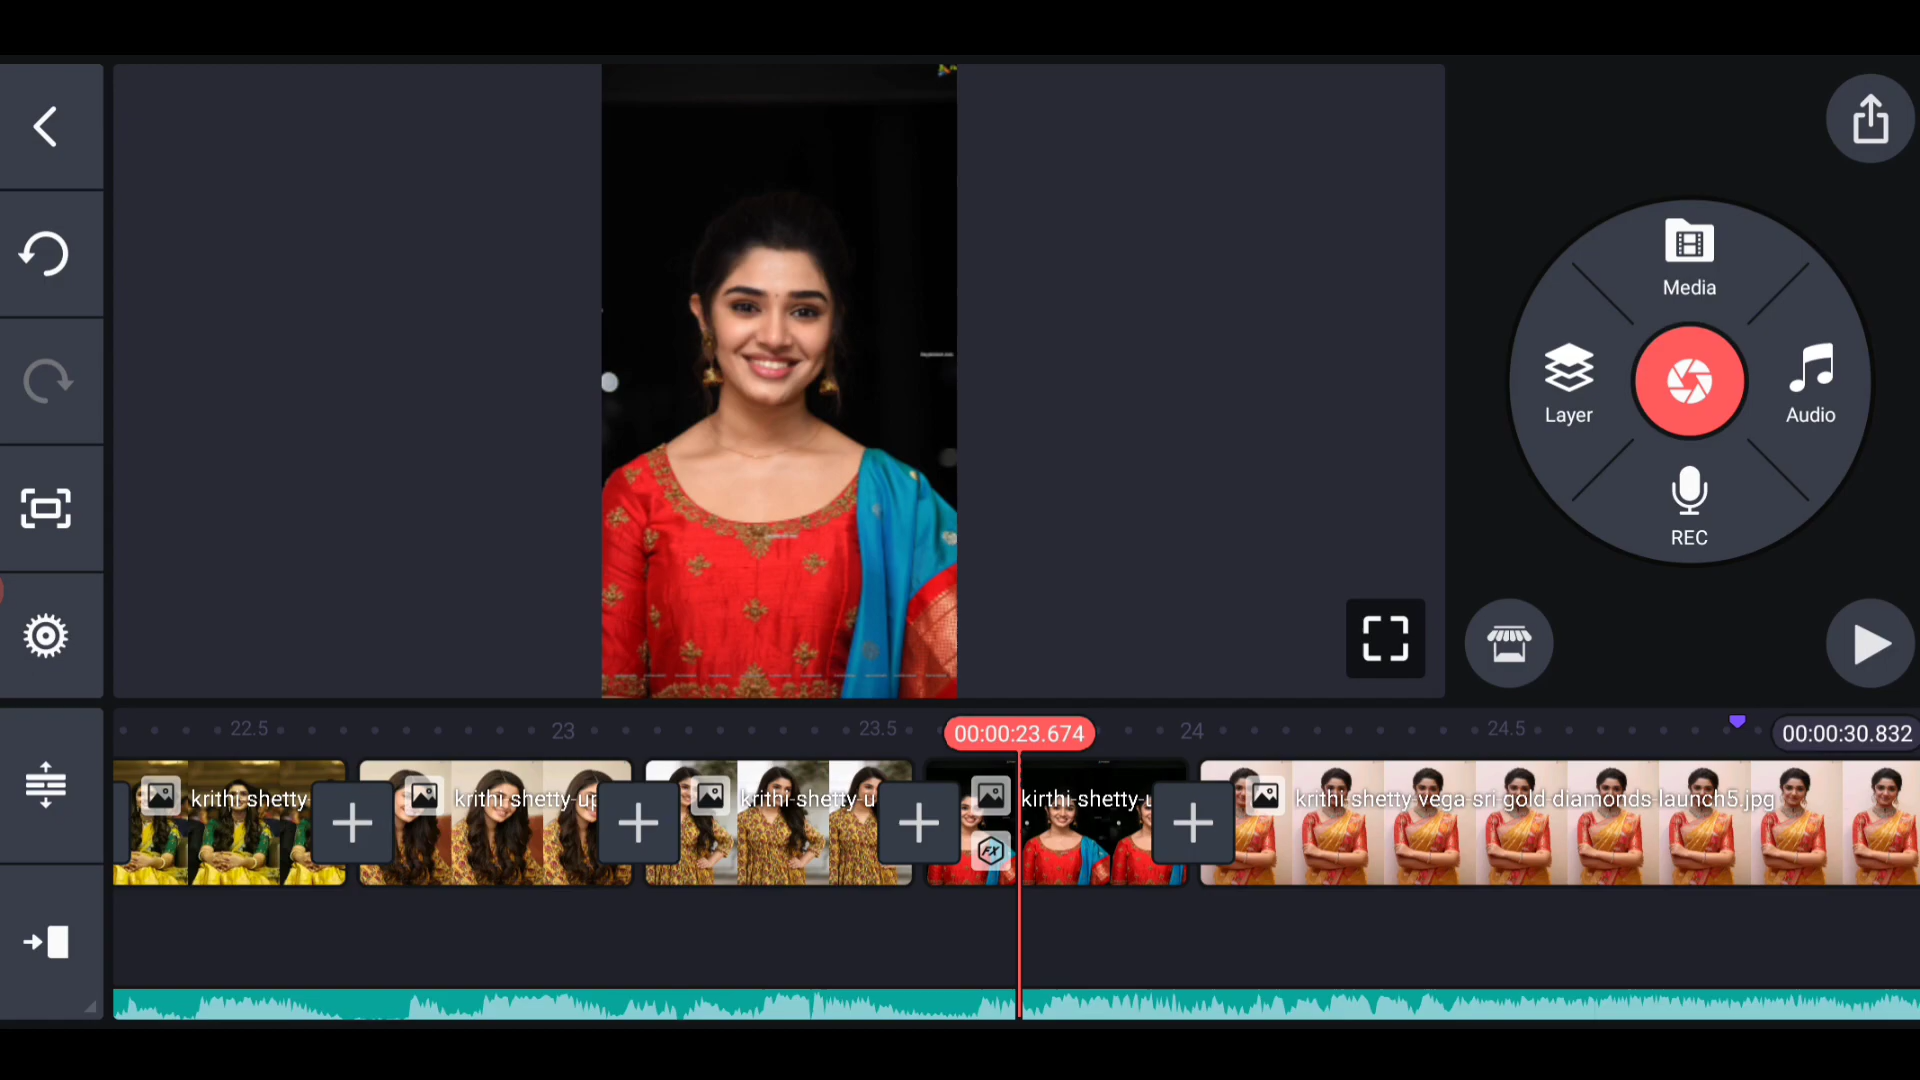 Media
Layer
Audio
REC
22.5
23
23.5
00:00:23.674
24
24.5
00:00:30.832
krithi shetty
krithi-shetty-up
krithi-shetty-u
kirthi-shetty-u
krithi-shetty-vega-sri-gold-diamonds-launch5.jpg
FX